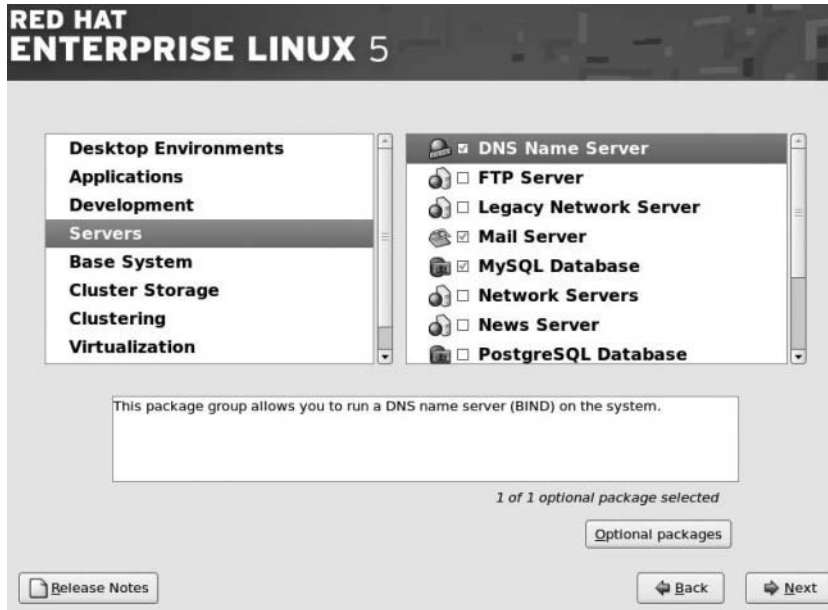 RED HAT
ENTERPRISE LINUX 5
Desktop Environments
Applications
Development
Servers
Base System
Cluster Storage
Clustering
Virtualization
DNS Name Server
FTP Server
Legacy Network Server
Mail Server
MySQL Database
Network Servers
News Server
PostgreSQL Database
This package group allows you to run a DNS name server (BIND) on the system.
1 of 1 optional package selected
Optional packages
Release Notes
Back
Next